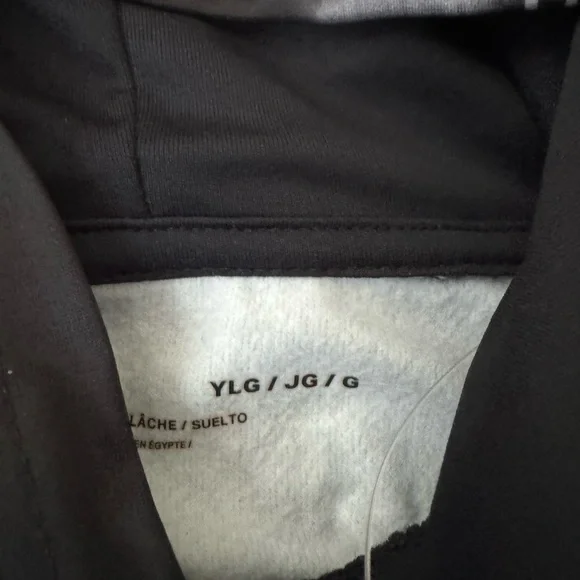 YLG / JG / G
LÂCHE / SUELTO
EN ÉGYPTE /